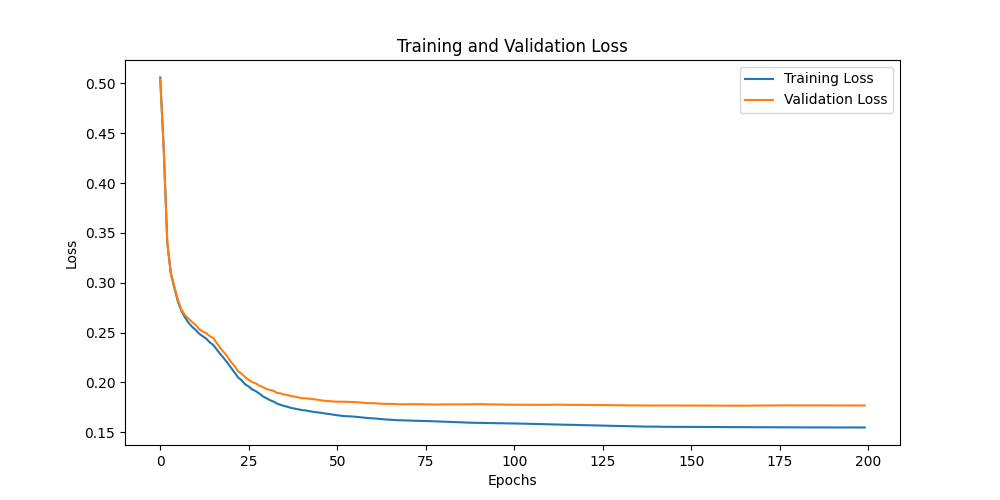 Training and Validation Loss
Training Loss
Validation Loss
0.50
0.45
0.40
0.35
0.30
0.25
0.20
0.15
Loss
0 25 50 75 100 125 150 175 200
Epochs